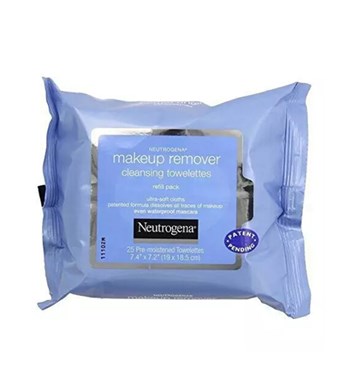 NEUTROGENA®
makeup remover
cleansing towelettes
refill pack
ultra-soft cloths
patented formula dissolves all traces of makeup
even waterproof mascara
Neutrogena®
25 Pre-moistened Towelettes
7.4" x 7.2" (18 x 18.5 cm)
PATENT
PENDING